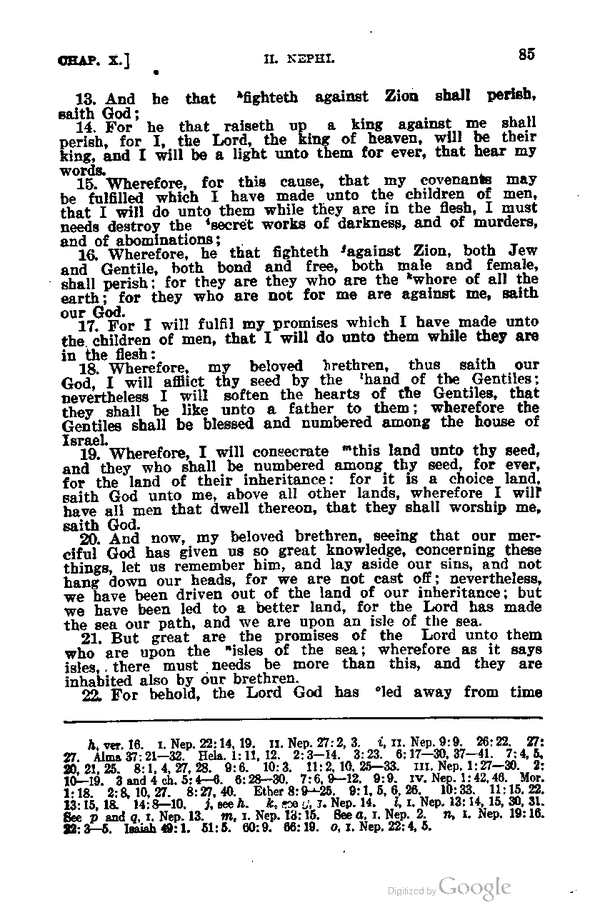 CHAP. X.] II. NEPHI. 85
13. And he that ʰfighteth against Zion shall perish,
saith God;
14. For he that raiseth up a king against me shall
perish, for I, the Lord, the king of heaven, will be their
king, and I will be a light unto them for ever, that hear my
words.
15. Wherefore, for this cause, that my covenants may
be fulfilled which I have made unto the children of men,
that I will do unto them while they are in the flesh, I must
needs destroy the ⁱsecret works of darkness, and of murders,
and of abominations;
16. Wherefore, he that fighteth ʲagainst Zion, both Jew
and Gentile, both bond and free, both male and female,
shall perish; for they are they who are the ᵏwhore of all the
earth; for they who are not for me are against me, saith
our God.
17. For I will fulfil my promises which I have made unto
the children of men, that I will do unto them while they are
in the flesh:
18. Wherefore, my beloved brethren, thus saith our
God, I will afflict thy seed by the ˡhand of the Gentiles;
nevertheless I will soften the hearts of the Gentiles, that
they shall be like unto a father to them; wherefore the
Gentiles shall be blessed and numbered among the house of
Israel.
19. Wherefore, I will consecrate ᵐthis land unto thy seed,
and they who shall be numbered among thy seed, for ever,
for the land of their inheritance: for it is a choice land,
saith God unto me, above all other lands, wherefore I will
have all men that dwell thereon, that they shall worship me,
saith God.
20. And now, my beloved brethren, seeing that our mer-
ciful God has given us so great knowledge, concerning these
things, let us remember him, and lay aside our sins, and not
hang down our heads, for we are not cast off; nevertheless,
we have been driven out of the land of our inheritance; but
we have been led to a better land, for the Lord has made
the sea our path, and we are upon an isle of the sea.
21. But great are the promises of the Lord unto them
who are upon the ⁿisles of the sea; wherefore as it says
isles, there must needs be more than this, and they are
inhabited also by our brethren.
22. For behold, the Lord God has ᵒled away from time
h, ver. 16. I. Nep. 22:14, 19. II. Nep. 27:2, 3. i, II. Nep. 9:9. 26:22. 27:
27. Alma 37:21—32. Hela. 1:11, 12. 2:3—14. 3:23. 6:17—30, 37—41. 7:4, 5,
20, 21, 25. 8:1, 4, 27, 28. 9:6. 10:3. 11:2, 10, 25—33. III. Nep. 1:27—30. 2:
10—19. 3 and 4 ch. 5:4—6. 6:28—30. 7:6, 9—12. 9:9. IV. Nep. 1:42, 46. Mor.
1:18. 2:8, 10, 27. 8:27, 40. Ether 8:9—25. 9:1, 5, 6, 26. 10:33. 11:15, 22.
13:15, 18. 14:8—10. j, see h. k, see g, I. Nep. 14. l, I. Nep. 13:14, 15, 30, 31.
See p and q, I. Nep. 13. m, I. Nep. 13:15. See a, I. Nep. 2. n, I. Nep. 19:16.
22:3—5. Isaiah 49:1. 51:5. 60:9. 66:19. o, I. Nep. 22:4, 5.
Digitized by Google